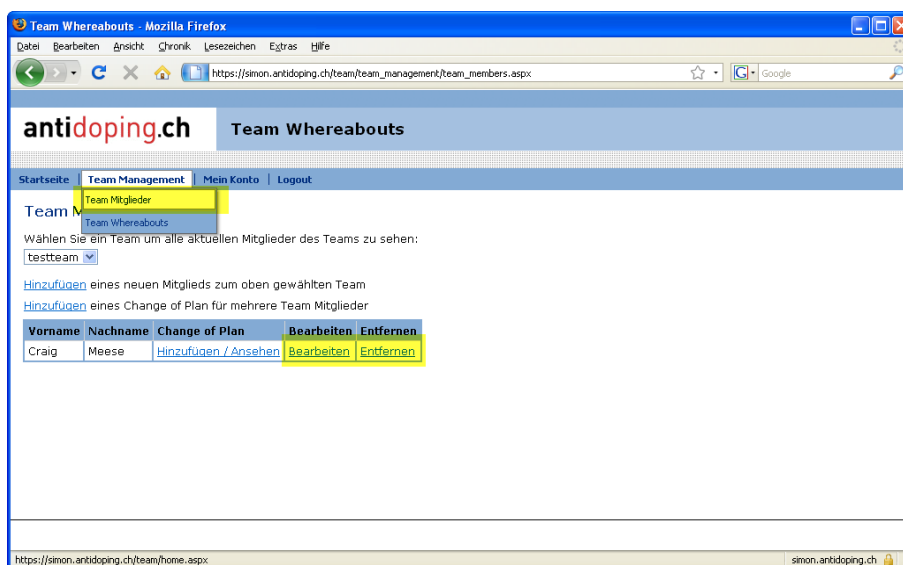 Team Whereabouts - Mozilla Firefox
Datei Bearbeiten Ansicht Chronik Lesezeichen Extras Hilfe
https://simon.antidoping.ch/team/team_management/team_members.aspx
G Google
antidoping.ch Team Whereabouts
Startseite | Team Management | Mein Konto | Logout
Team Mitglieder
Team M
Team Whereabouts
Wählen Sie ein Team um alle aktuellen Mitglieder des Teams zu sehen:
testteam
Hinzufügen eines neuen Mitglieds zum oben gewählten Team
Hinzufügen eines Change of Plan für mehrere Team Mitglieder
Vorname Nachname Change of Plan Bearbeiten Entfernen
Craig Meese Hinzufügen / Ansehen Bearbeiten Entfernen
https://simon.antidoping.ch/team/home.aspx simon.antidoping.ch